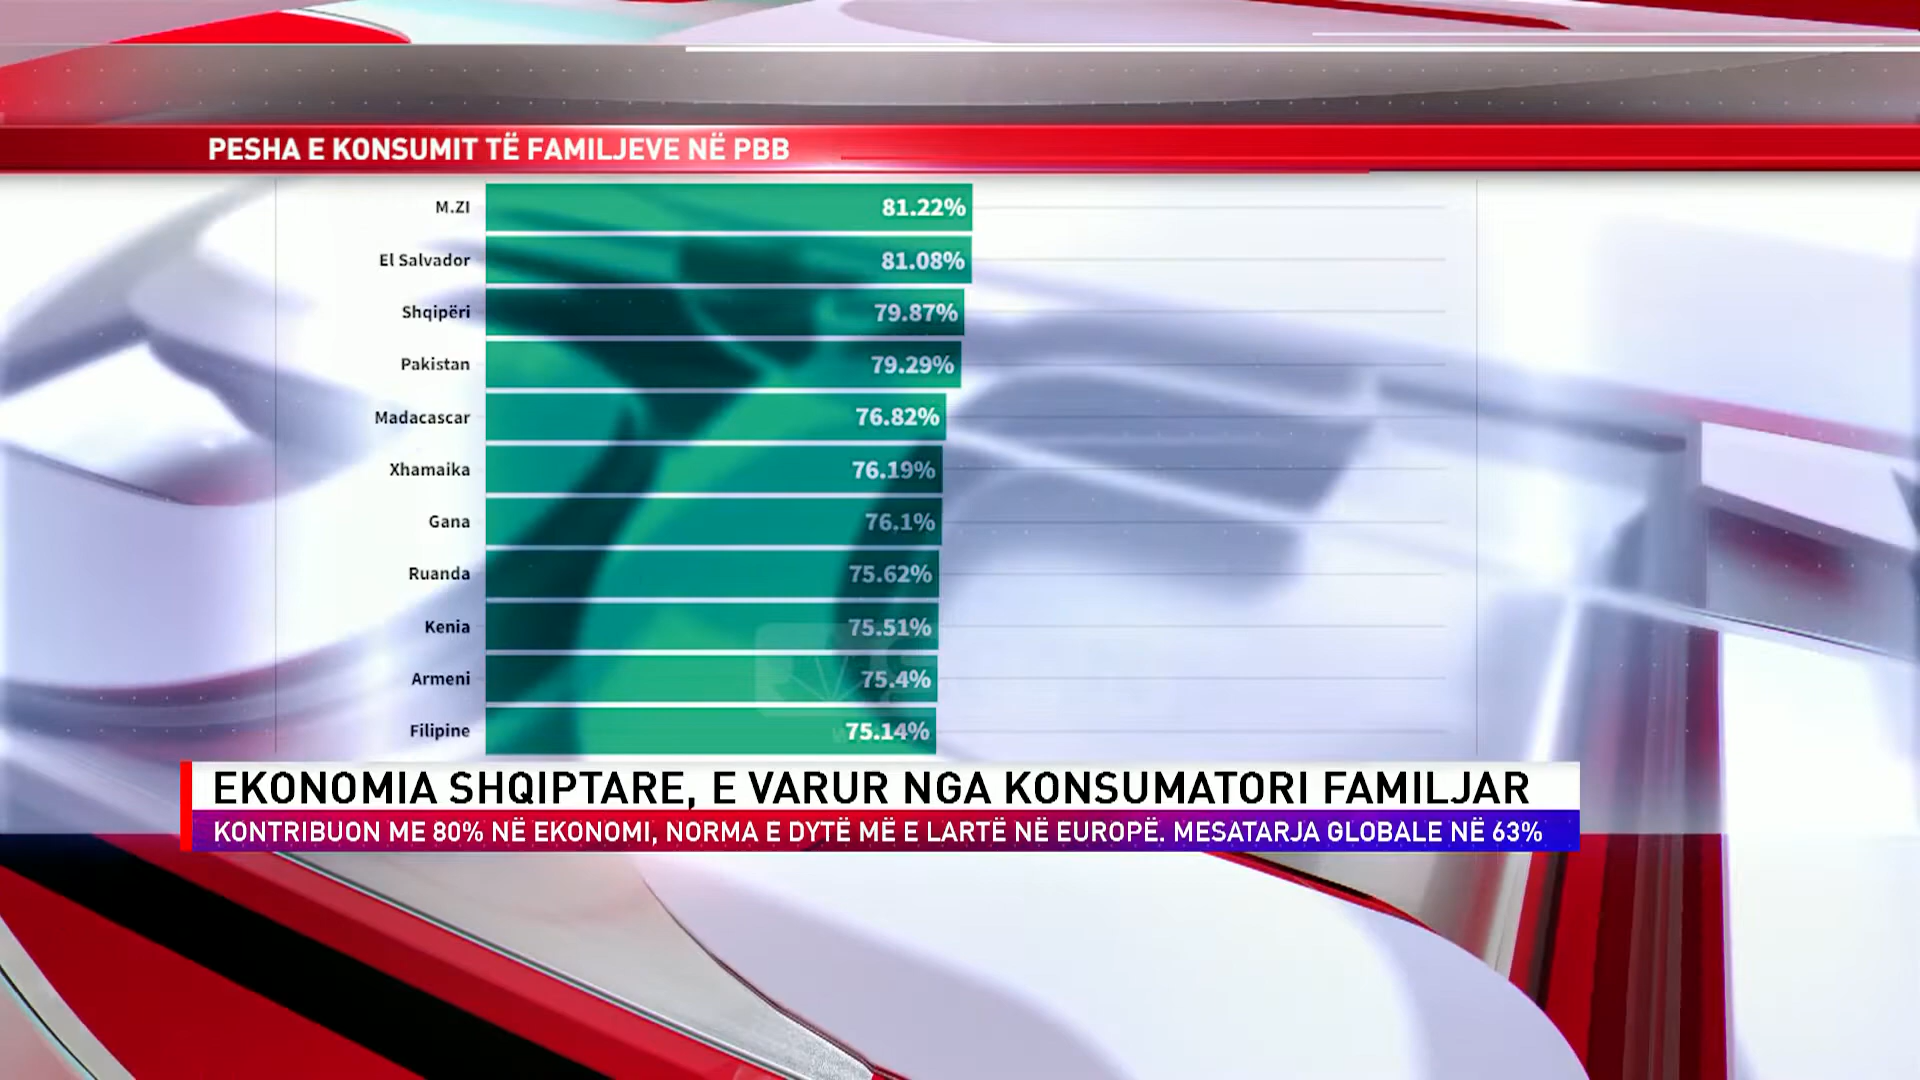 PESHA E KONSUMIT TË FAMILJEVE NË PBB
M.ZI 81.22%
El Salvador 81.08%
Shqipëri 79.87%
Pakistan 79.29%
Madacascar 76.82%
Xhamaika 76.19%
Gana 76.1%
Ruanda 75.62%
Kenia 75.51%
Armeni 75.4%
Filipine 75.14%
EKONOMIA SHQIPTARE, E VARUR NGA KONSUMATORI FAMILJAR
KONTRIBUON ME 80% NË EKONOMI, NORMA E DYTË MË E LARTË NË EUROPË. MESATARJA GLOBALE NË 63%